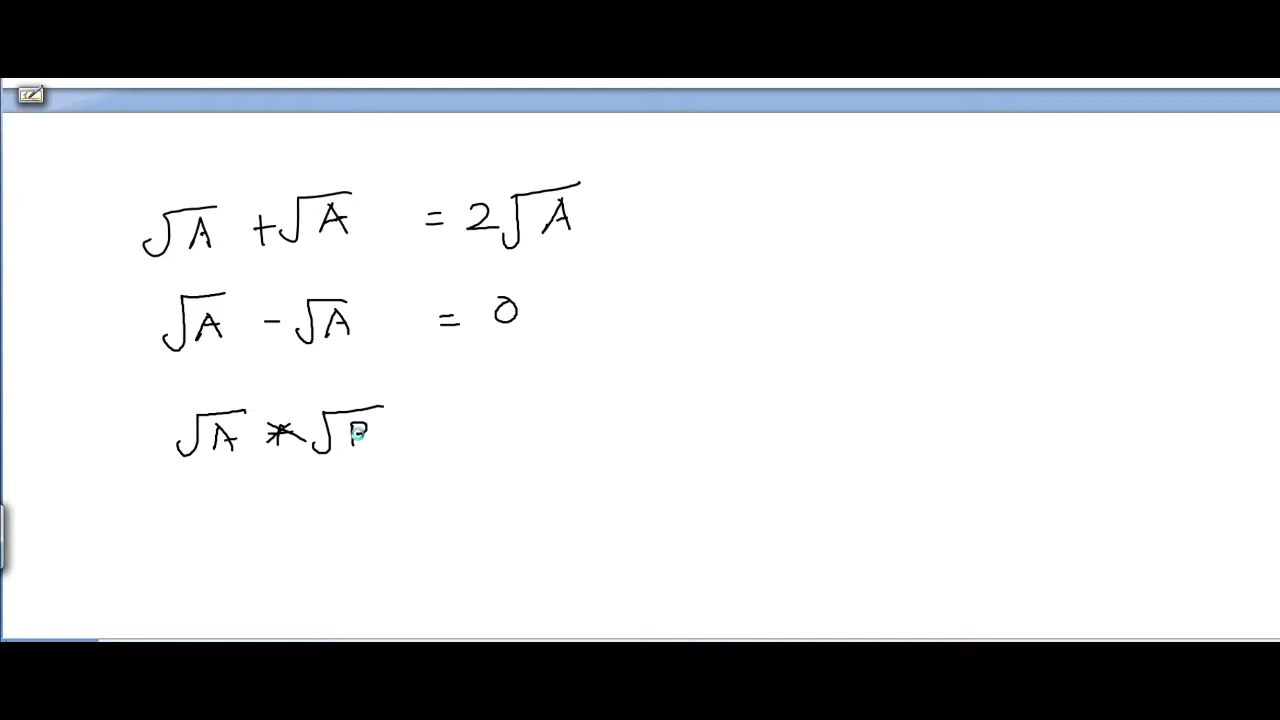 √A + √A = 2√A
√A - √A = 0
√A * √B